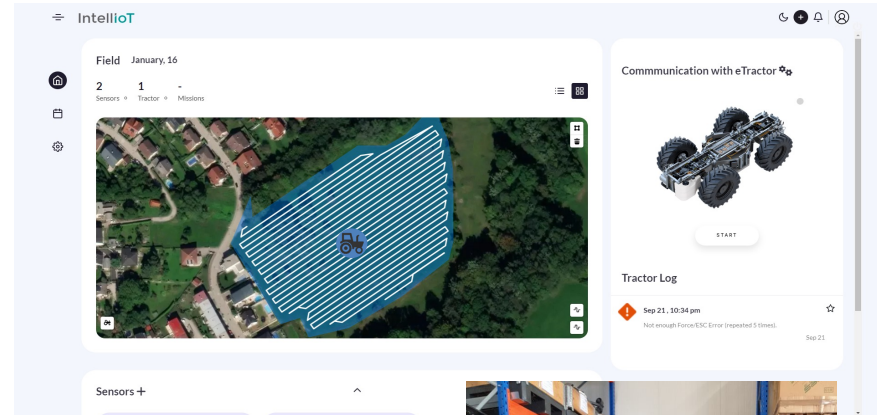 IntellioT
Field January, 16
2 1 -
Sensors Tractor Missions
Sensors +
Commmunication with eTractor
START
Tractor Log
Sep 21 , 10:34 pm
Not enough Force/ESC Error (repeated 5 times).
Sep 21